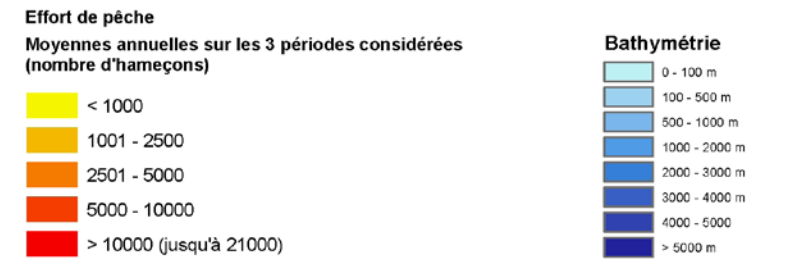 Effort de pêche
Moyennes annuelles sur les 3 périodes considérées
(nombre d'hameçons)
< 1000
1001 - 2500
2501 - 5000
5000 - 10000
> 10000 (jusqu'à 21000)
Bathymétrie
0 - 100 m
100 - 500 m
500 - 1000 m
1000 - 2000 m
2000 - 3000 m
3000 - 4000 m
4000 - 5000
> 5000 m